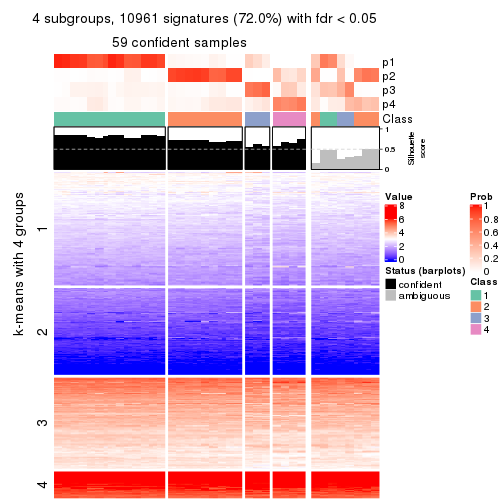 4 subgroups, 10961 signatures (72.0%) with fdr < 0.05
59 confident samples
p1
p2
p3
p4
Class
1
0.5
0
Silhouette
score
k-means with 4 groups
1
2
3
4
Value
8
6
4
2
0
Status (barplots)
confident
ambiguous
Prob
1
0.8
0.6
0.4
0.2
0
Class
1
2
3
4